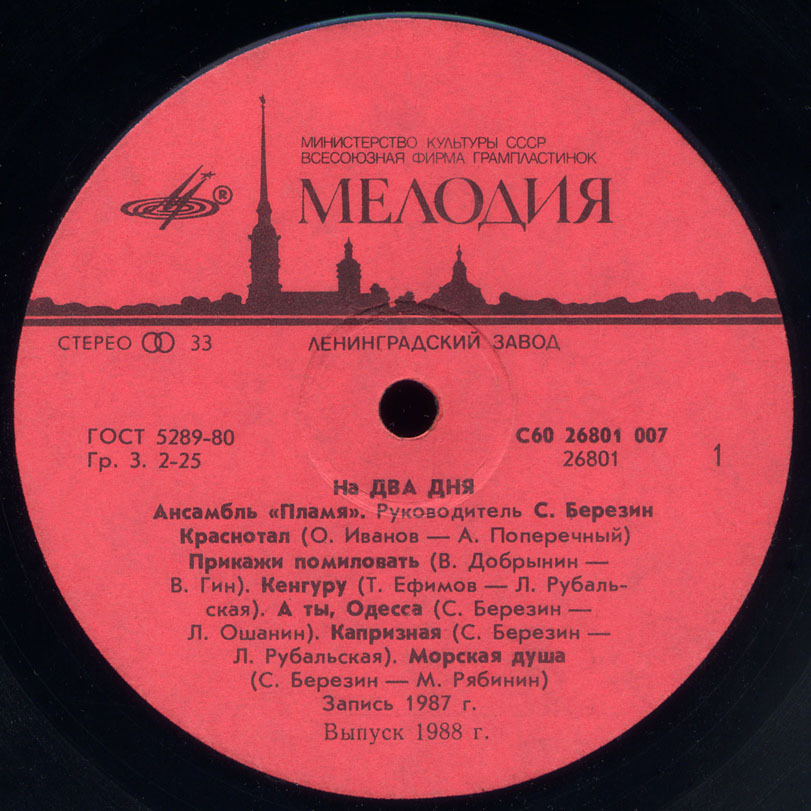 МИНИСТЕРСТВО КУЛЬТУРЫ СССР
ВСЕСОЮЗНАЯ ФИРМА ГРАМПЛАСТИНОК
МЕЛОДИЯ
®
СТЕРЕО 33
ЛЕНИНГРАДСКИЙ ЗАВОД
ГОСТ 5289-80
Гр. 3. 2-25
С60 26801 007
26801
1
На ДВА ДНЯ
Ансамбль «Пламя». Руководитель С. Березин
Краснотал (О. Иванов — А. Поперечный)
Прикажи помиловать (В. Добрынин —
В. Гин). Кенгуру (Т. Ефимов — Л. Рубаль-
ская). А ты, Одесса (С. Березин —
Л. Ошанин). Капризная (С. Березин —
Л. Рубальская). Морская душа
(С. Березин — М. Рябинин)
Запись 1987 г.
Выпуск 1988 г.